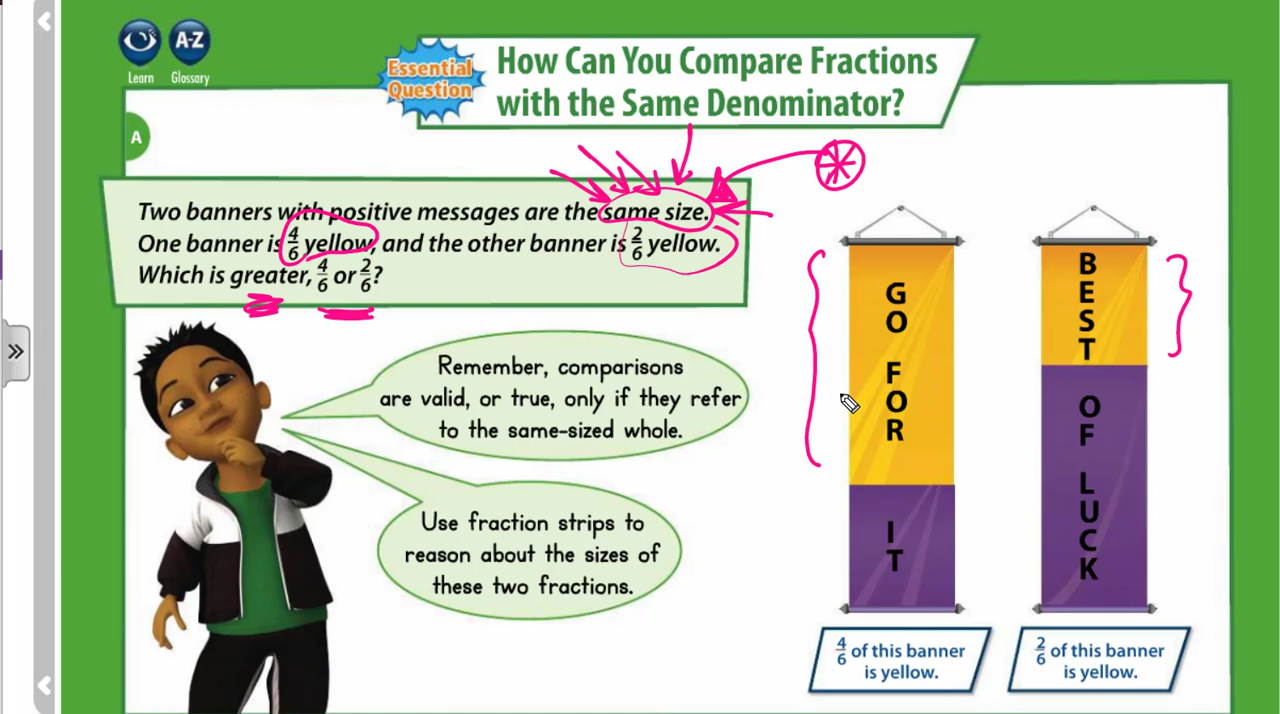 Learn
A-Z
Glossary
Essential
Question
How Can You Compare Fractions
with the Same Denominator?
A
Two banners with positive messages are the same size.
One banner is 4/6 yellow, and the other banner is 2/6 yellow.
Which is greater, 4/6 or 2/6?
Remember, comparisons
are valid, or true, only if they refer
to the same-sized whole.
Use fraction strips to
reason about the sizes of
these two fractions.
GO FOR IT
BEST OF LUCK
4/6 of this banner
is yellow.
2/6 of this banner
is yellow.